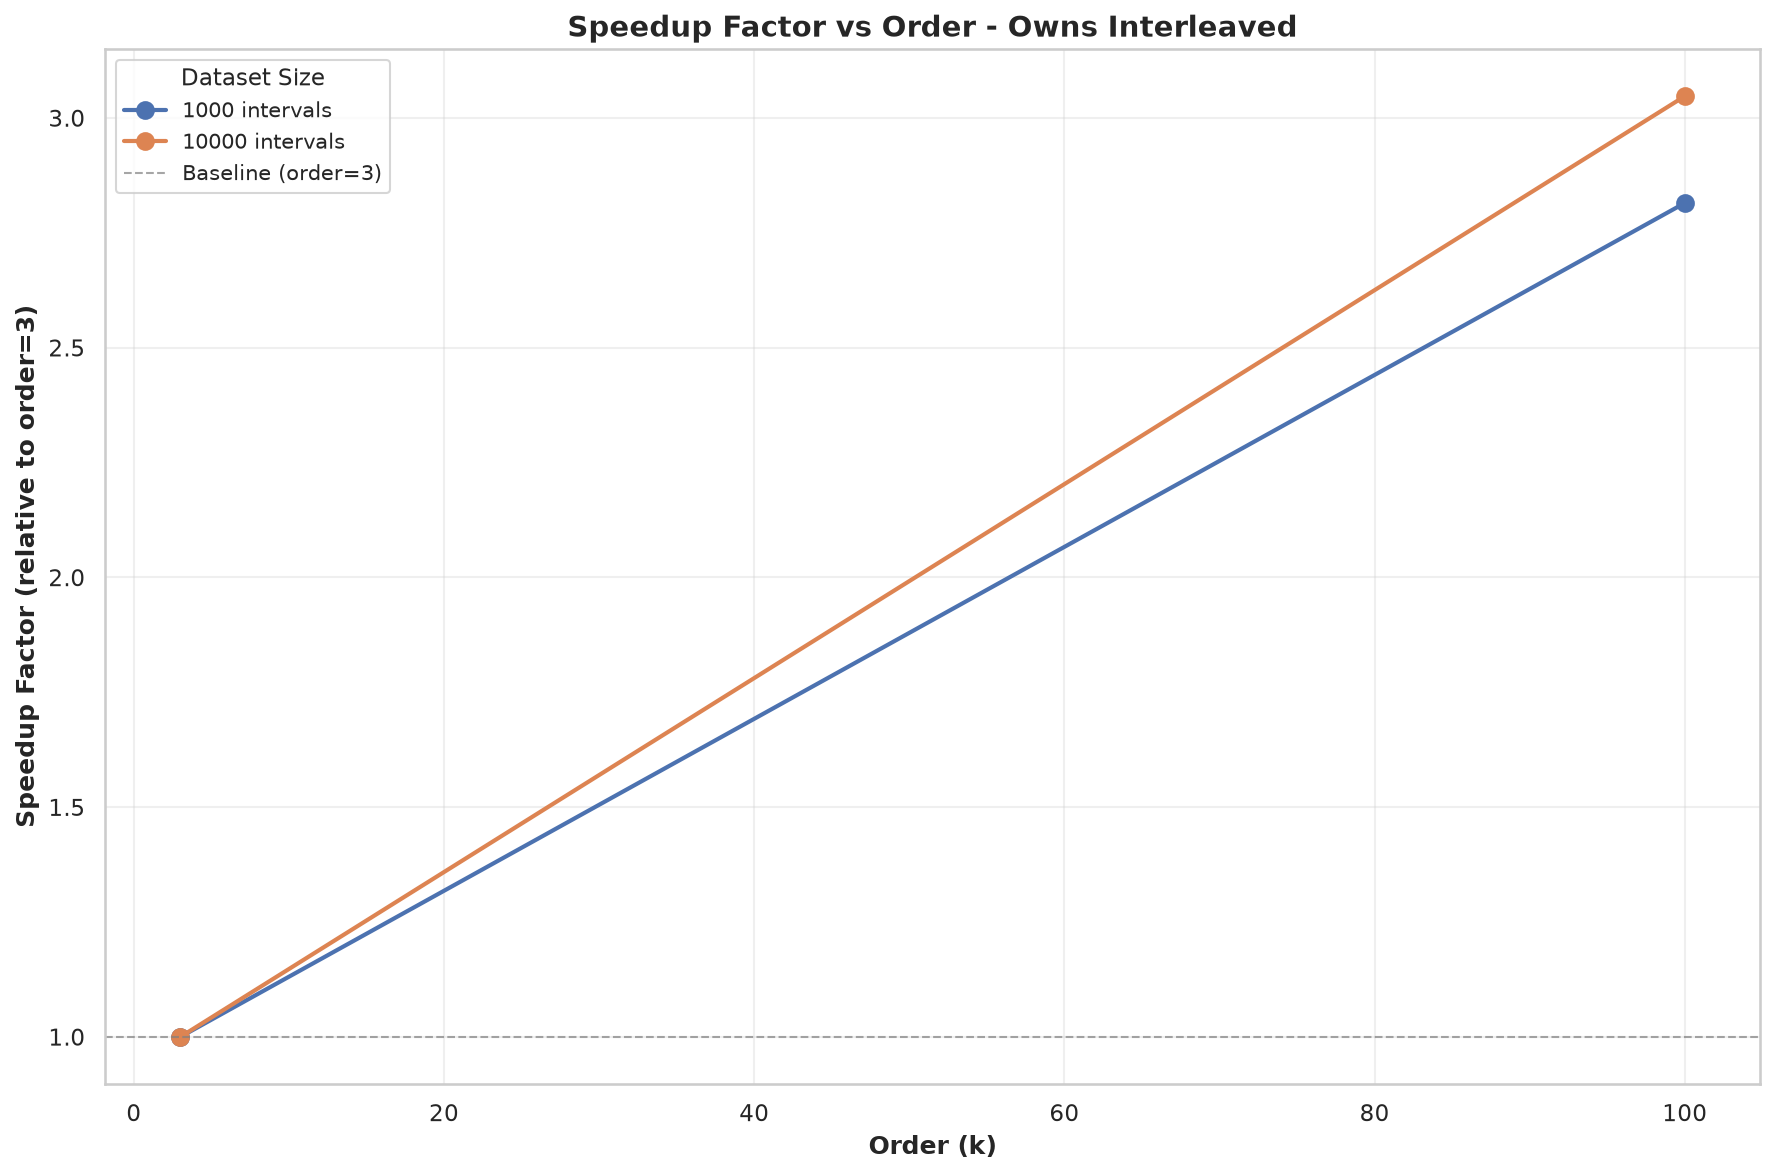 Speedup Factor vs Order - Owns Interleaved
Dataset Size
1000 intervals
10000 intervals
Baseline (order=3)
Speedup Factor (relative to order=3)
3.0
2.5
2.0
1.5
1.0
0 20 40 60 80 100
Order (k)